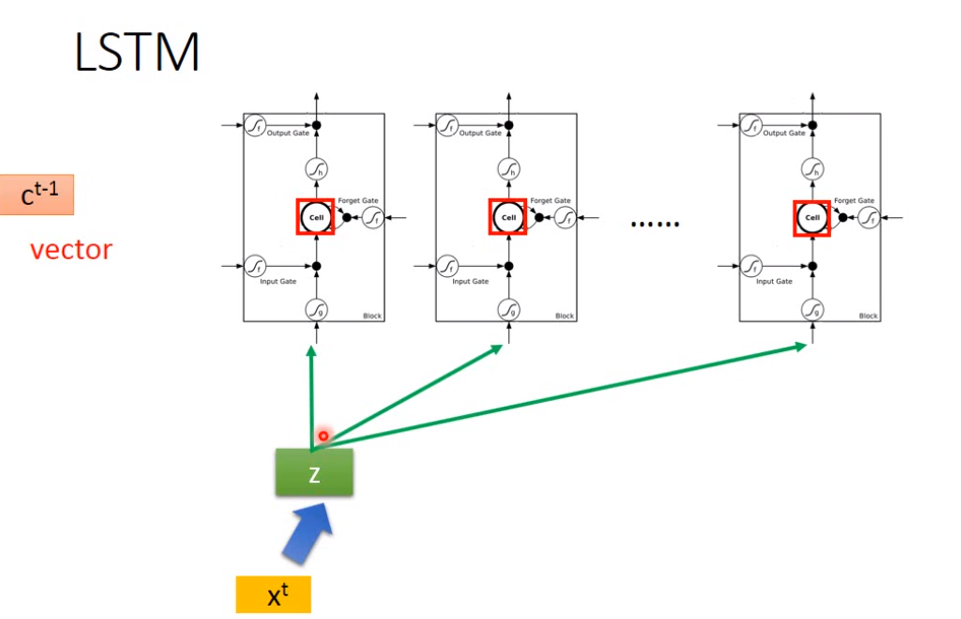 LSTM
Output Gate
Output Gate
Output Gate
f
f
f
h
h
h
c^t-1
Forget Gate
Forget Gate
Forget Gate
Cell
f
Cell
f
......
Cell
f
vector
f
f
f
Input Gate
Input Gate
Input Gate
g
g
g
Block
Block
Block
z
x^t